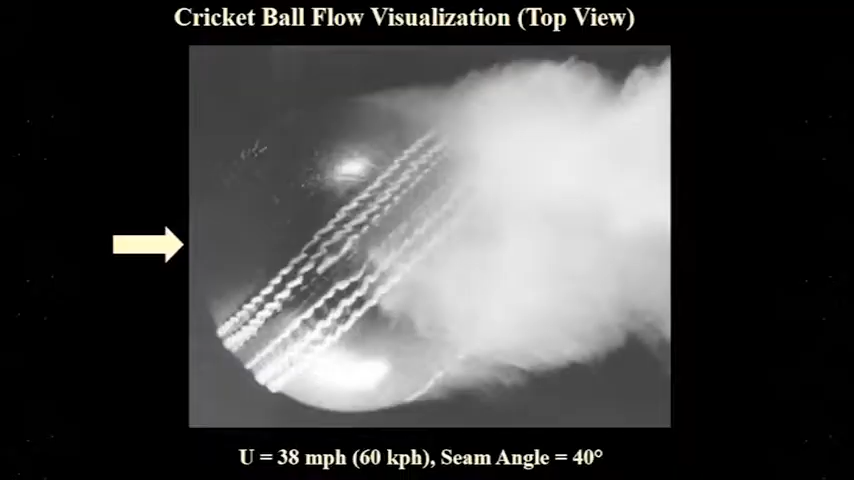 Cricket Ball Flow Visualization (Top View)
U = 38 mph (60 kph), Seam Angle = 40°